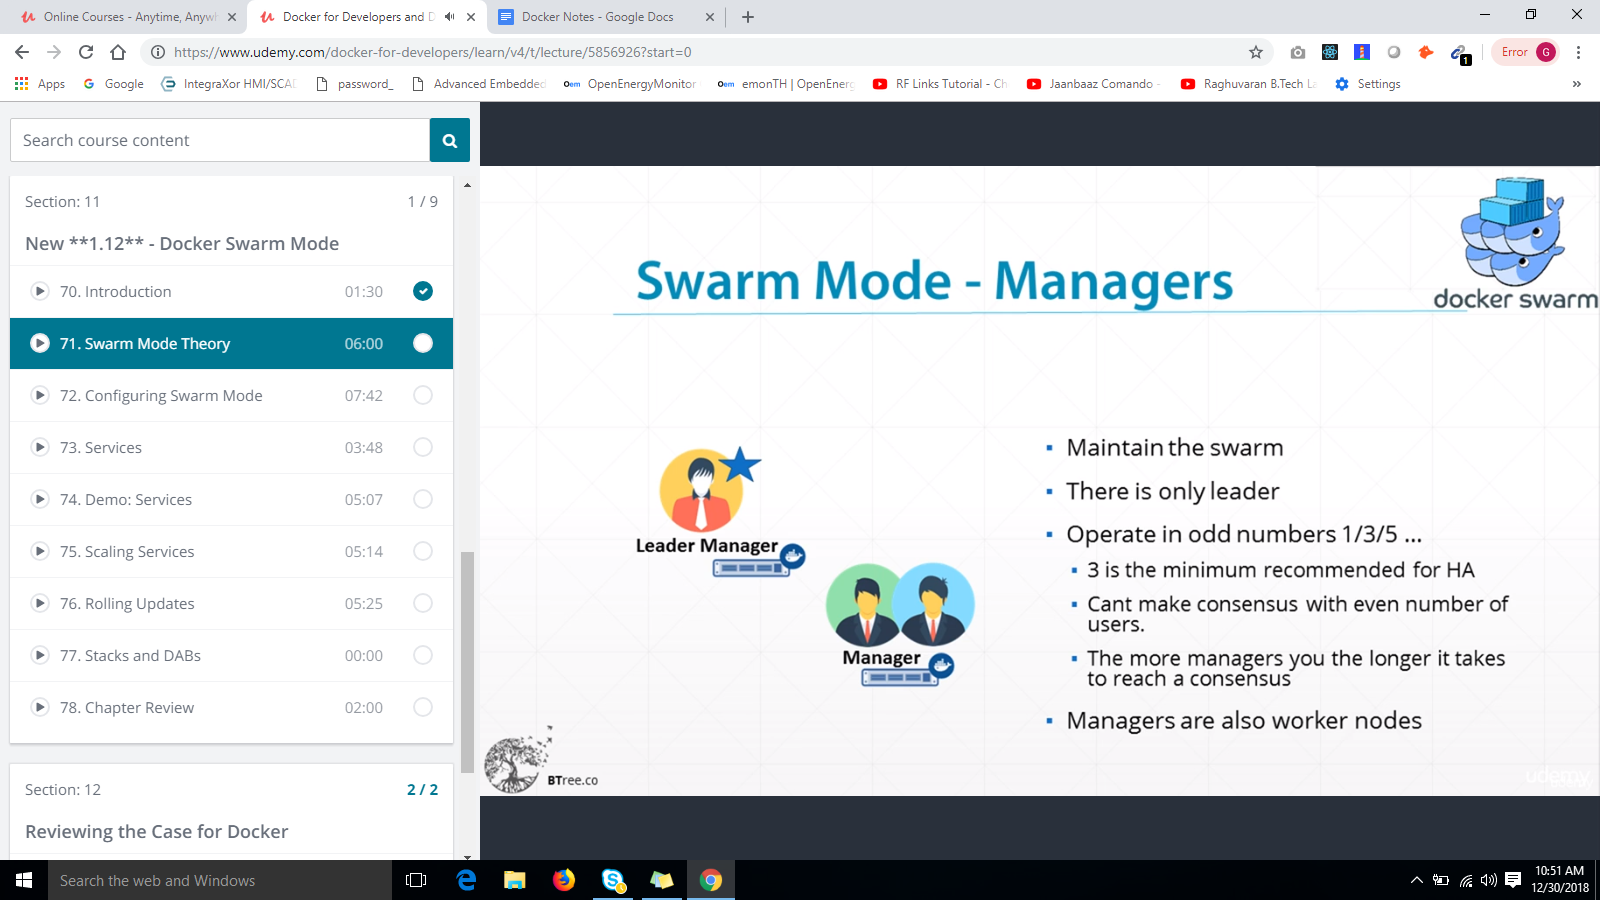 Online Courses - Anytime, Anyw
Docker for Developers and D
Docker Notes - Google Docs
https://www.udemy.com/docker-for-developers/learn/v4/t/lecture/5856926?start=0
1
Error G
Apps
Google
IntegraXor HMI/SCAD
password_
Advanced Embedded
OpenEnergyMonitor
emonTH | OpenEnerg
RF Links Tutorial - Ch
Jaanbaaz Comando -
Raghuvaran B.Tech L
Settings
»
Search course content
Section: 11 1 / 9
New **1.12** - Docker Swarm Mode
70. Introduction 01:30
71. Swarm Mode Theory 06:00
72. Configuring Swarm Mode 07:42
73. Services 03:48
74. Demo: Services 05:07
75. Scaling Services 05:14
76. Rolling Updates 05:25
77. Stacks and DABs 00:00
78. Chapter Review 02:00
Section: 12 2 / 2
Reviewing the Case for Docker
docker swarm
Swarm Mode - Managers
Leader Manager
Manager
▪ Maintain the swarm
▪ There is only leader
▪ Operate in odd numbers 1/3/5 ...
▪ 3 is the minimum recommended for HA
▪ Cant make consensus with even number of
users.
▪ The more managers you the longer it takes
to reach a consensus
▪ Managers are also worker nodes
BTree.co
udemy
Search the web and Windows
10:51 AM
12/30/2018